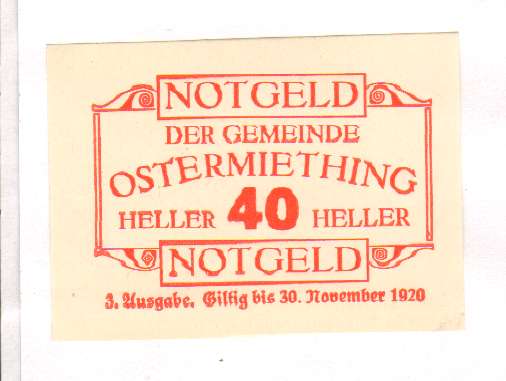 NOTGELD
DER GEMEINDE
OSTERMIETHING
HELLER 40 HELLER
NOTGELD
3. Ausgabe. Giltig bis 30. November 1920